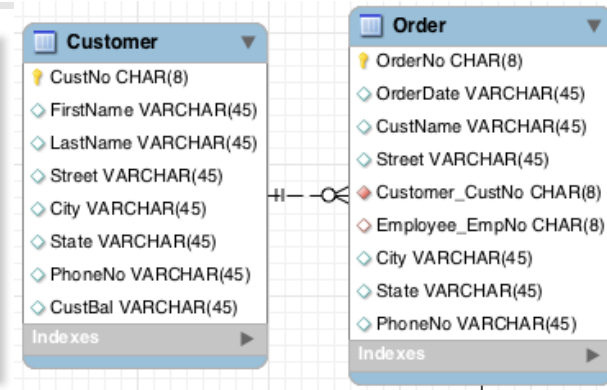 Customer
CustNo CHAR(8)
FirstName VARCHAR(45)
LastName VARCHAR(45)
Street VARCHAR(45)
City VARCHAR(45)
State VARCHAR(45)
PhoneNo VARCHAR(45)
CustBal VARCHAR(45)
Indexes
Order
OrderNo CHAR(8)
OrderDate VARCHAR(45)
CustName VARCHAR(45)
Street VARCHAR(45)
Customer_CustNo CHAR(8)
Employee_EmpNo CHAR(8)
City VARCHAR(45)
State VARCHAR(45)
PhoneNo VARCHAR(45)
Indexes